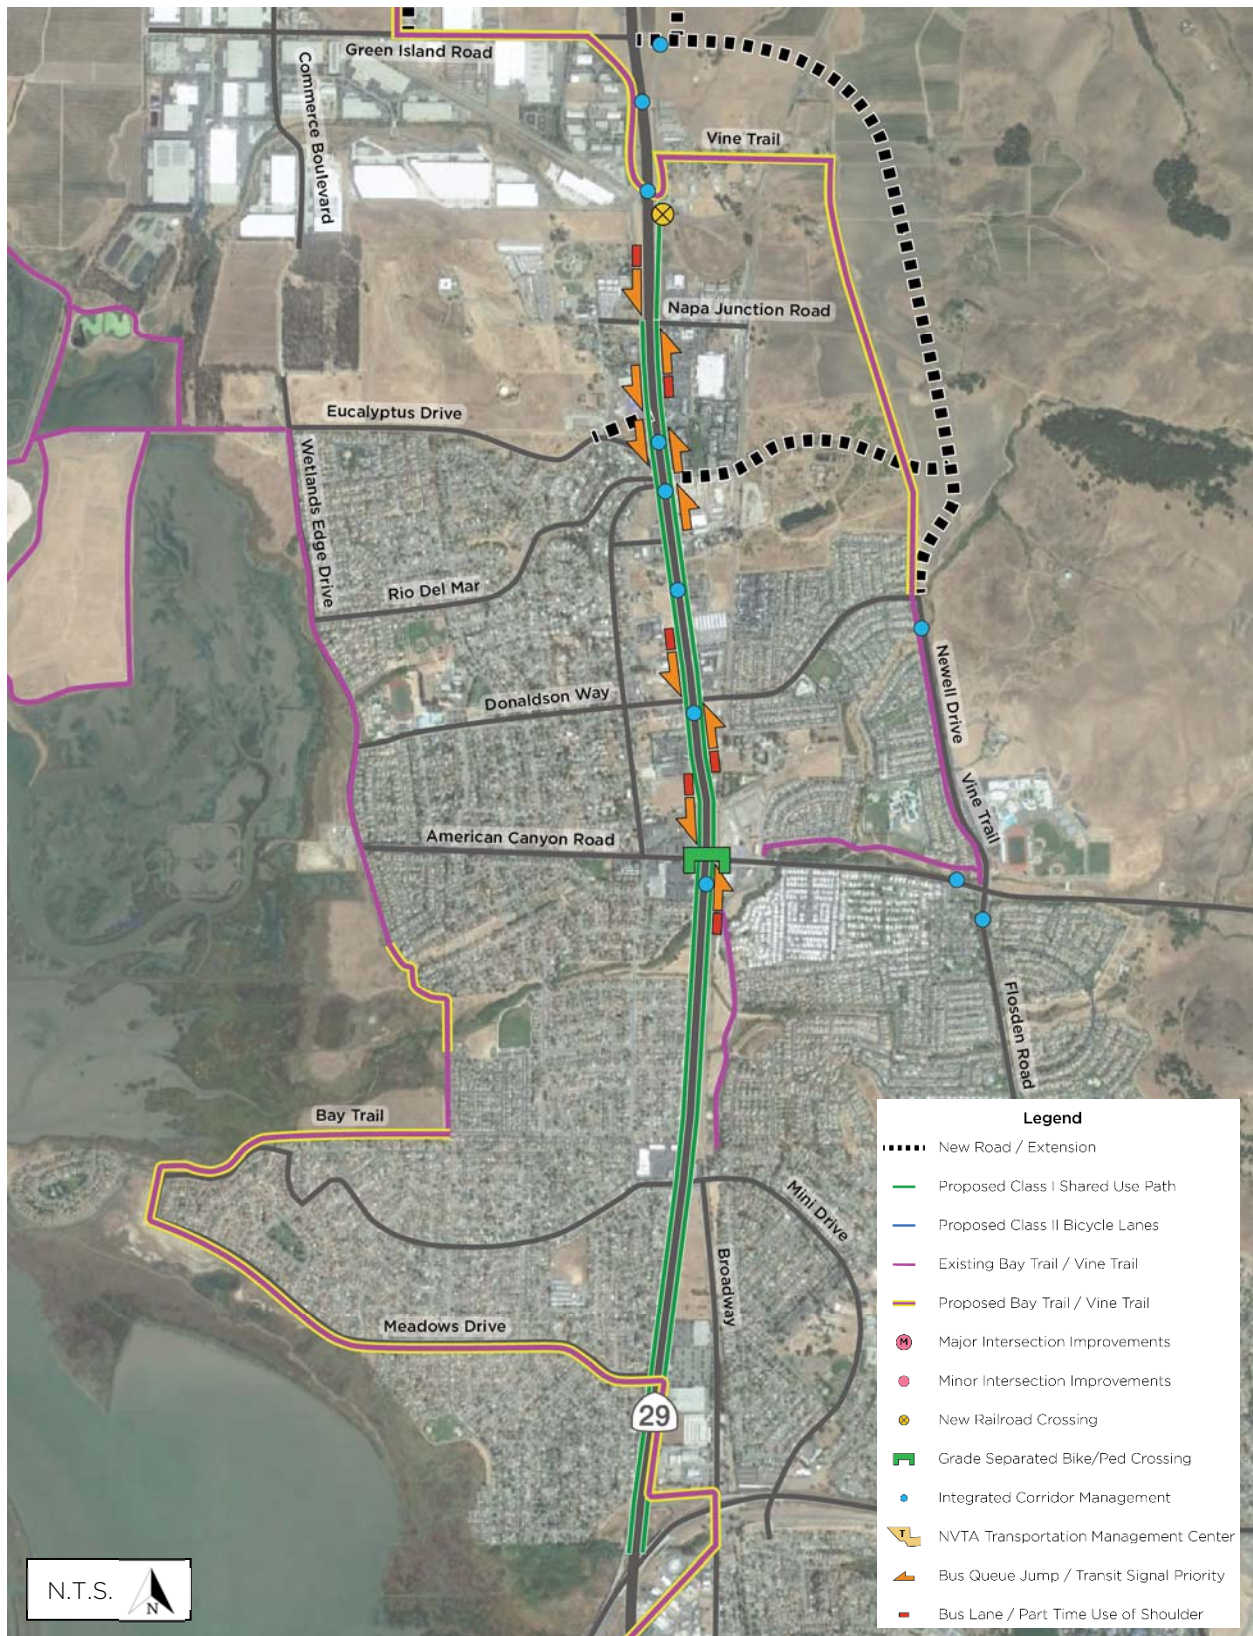 Green Island Road
Commerce Boulevard
Vine Trail
Napa Junction Road
Eucalyptus Drive
Wetlands Edge Drive
Rio Del Mar
Donaldson Way
Newell Drive
Vine Trail
American Canyon Road
Flosden Road
Bay Trail
Mini Drive
Broadway
Meadows Drive
29
Legend
New Road / Extension
Proposed Class I Shared Use Path
Proposed Class II Bicycle Lanes
Existing Bay Trail / Vine Trail
Proposed Bay Trail / Vine Trail
M Major Intersection Improvements
Minor Intersection Improvements
New Railroad Crossing
Grade Separated Bike/Ped Crossing
Integrated Corridor Management
T NVTA Transportation Management Center
Bus Queue Jump / Transit Signal Priority
Bus Lane / Part Time Use of Shoulder
N.T.S.
N